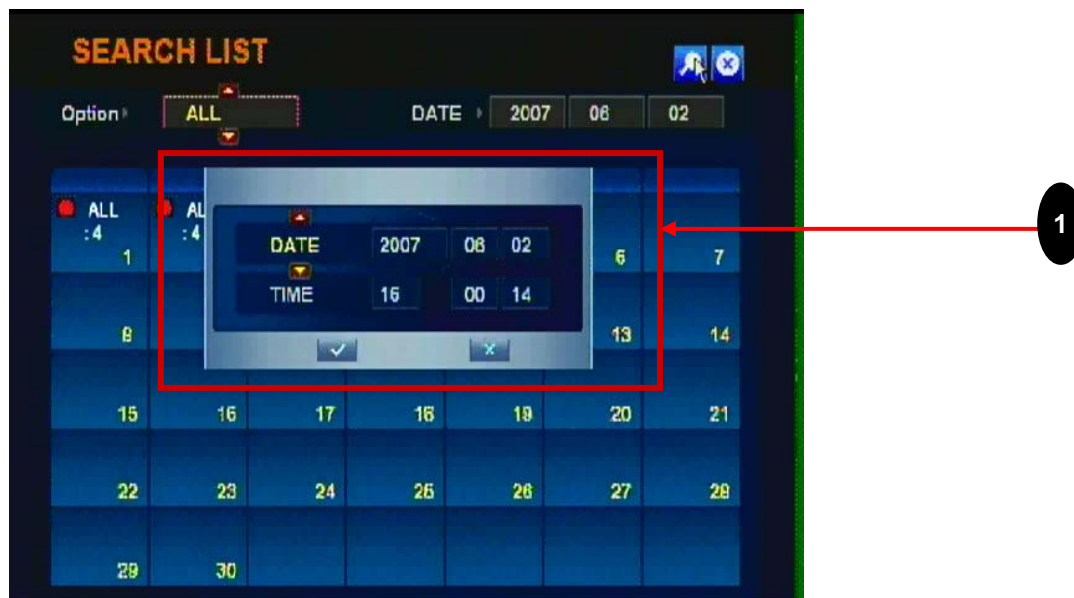 SEARCH LIST
Option ALL DATE 2007 06 02
ALL
:4
1
AL
:4
DATE 2007 06 02
TIME 16 00 14
6
7
8
13
14
15 16 17 18 19 20 21
22 23 24 25 26 27 28
29 30
1